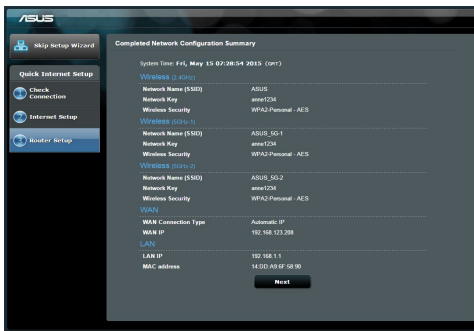 ASUS
Skip Setup Wizard
Quick Internet Setup
1 Check Connection
2 Internet Setup
3 Router Setup
Completed Network Configuration Summary
System Time: Fri, May 15 07:28:54 2015 (GMT)
Wireless (2.4GHz)
Network Name (SSID) ASUS
Network Key anne1234
Wireless Security WPA2-Personal - AES
Wireless (5GHz-1)
Network Name (SSID) ASUS_5G-1
Network Key anne1234
Wireless Security WPA2-Personal - AES
Wireless (5GHz-2)
Network Name (SSID) ASUS_5G-2
Network Key anne1234
Wireless Security WPA2-Personal - AES
WAN
WAN Connection Type Automatic IP
WAN IP 192.168.123.208
LAN
LAN IP 192.168.1.1
MAC address 14:DD:A9:6F:58:90
Next